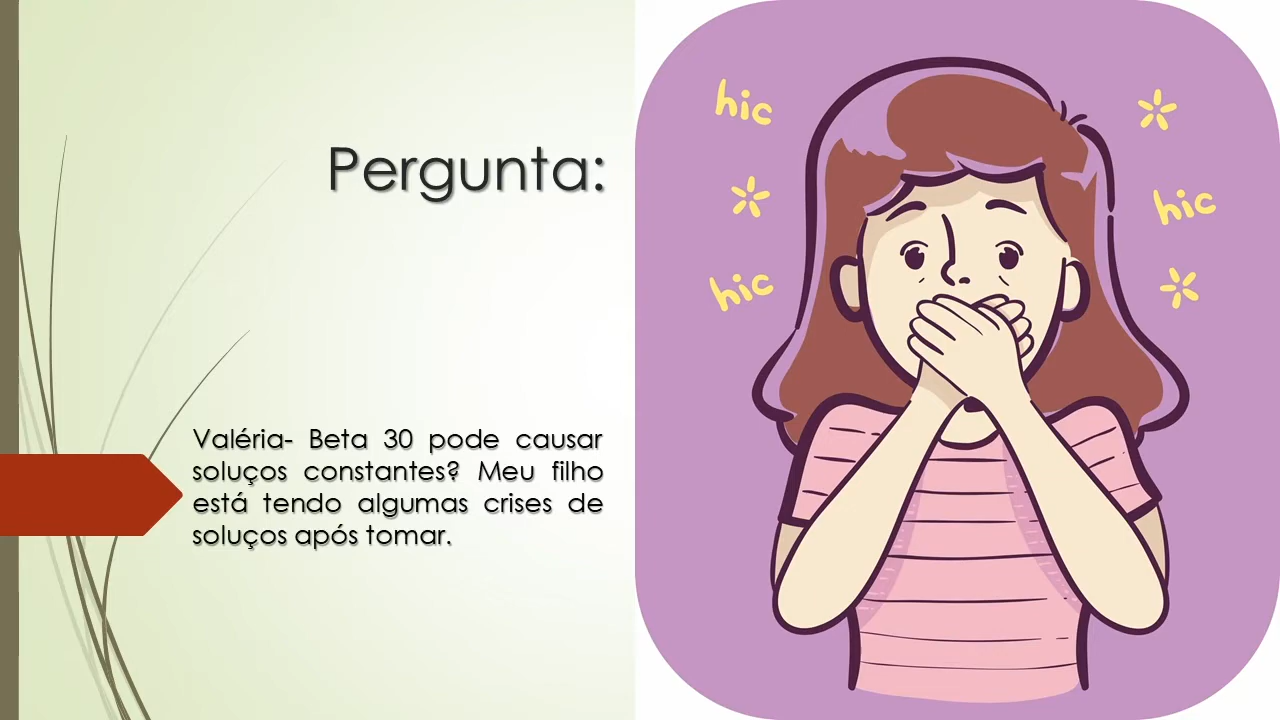 Pergunta:
Valéria- Beta 30 pode causar
soluços constantes? Meu filho
está tendo algumas crises de
soluços após tomar.
hic
hic
hic